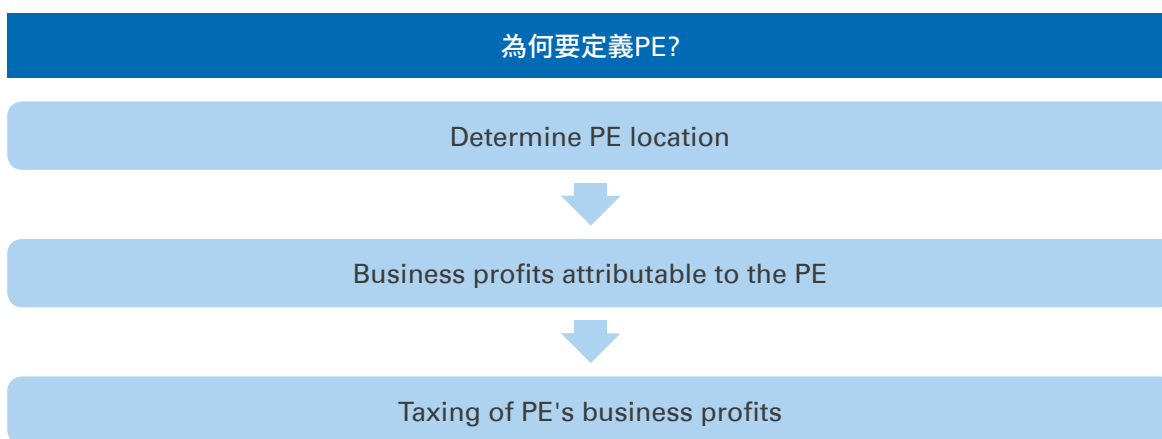 為何要定義PE?
Determine PE location
Business profits attributable to the PE
Taxing of PE's business profits